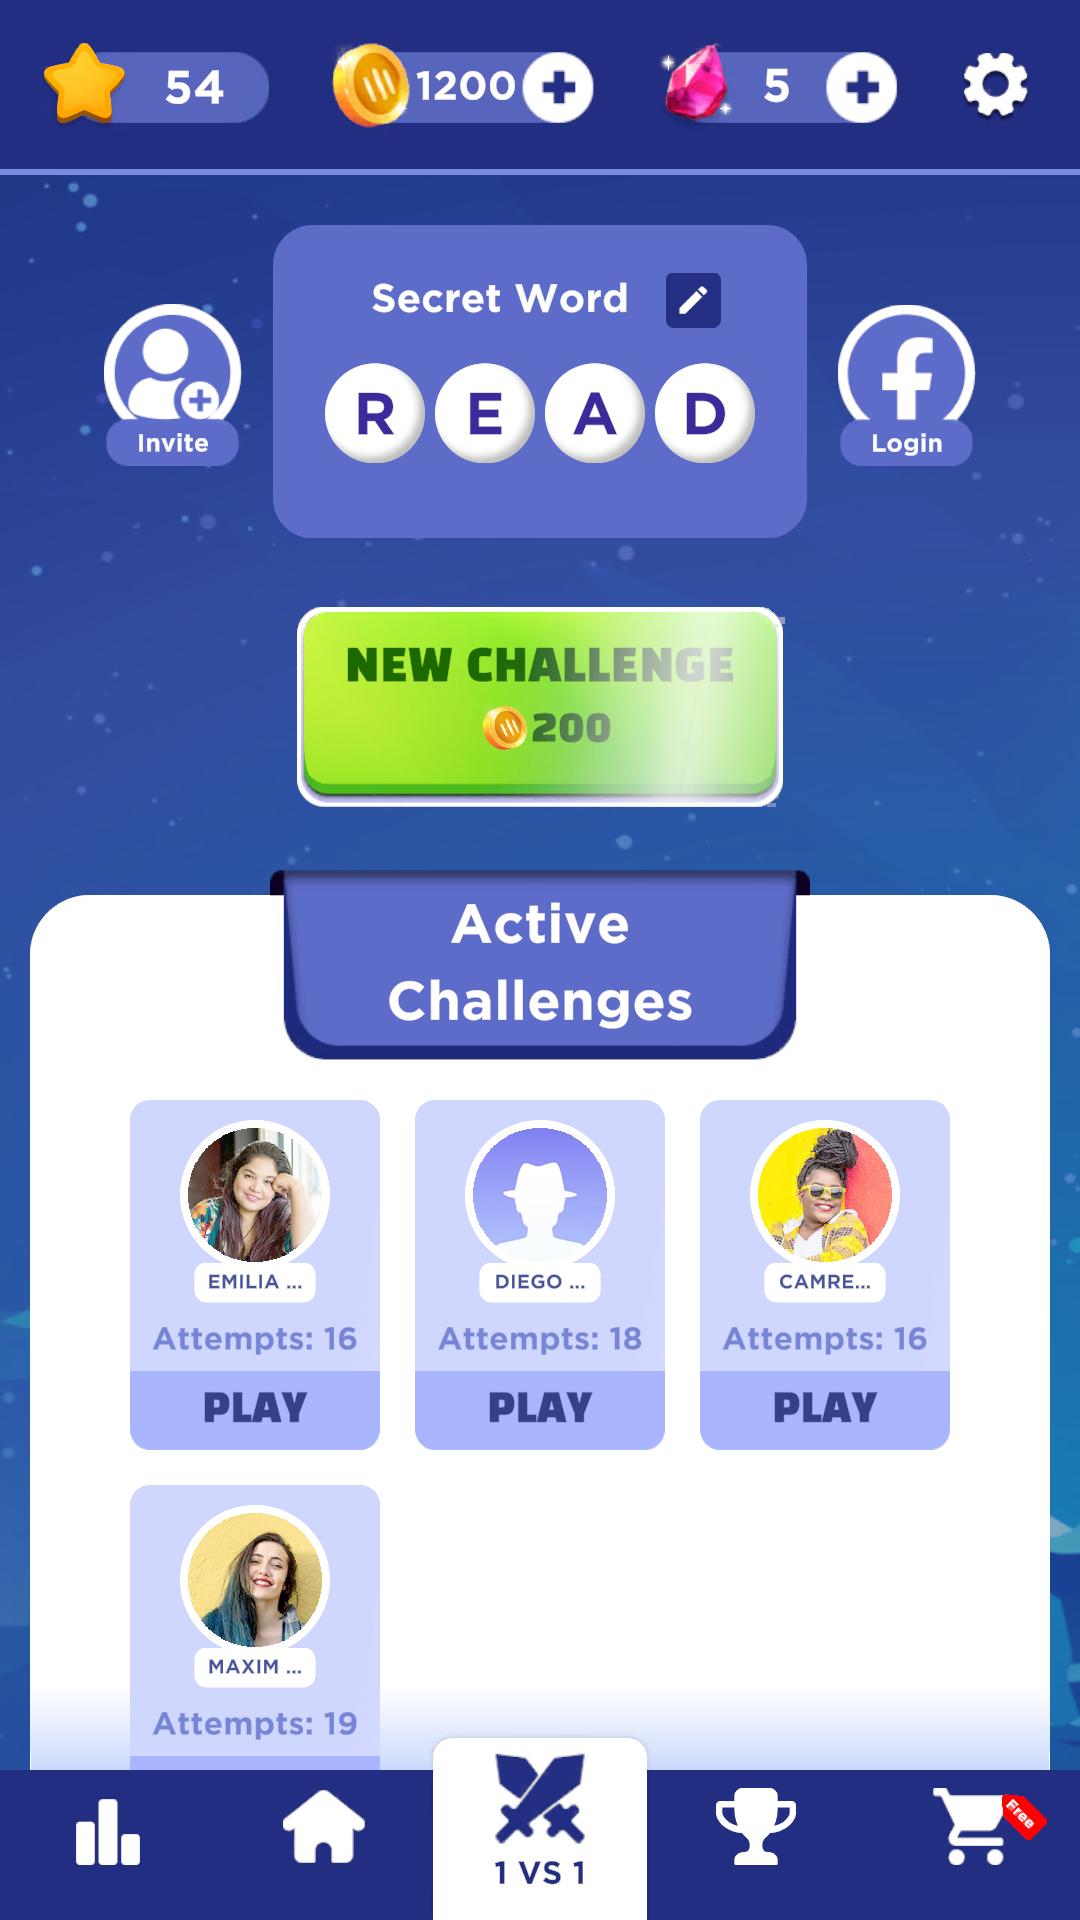 54 1200 5
Secret Word
R E A D
Invite
Login
NEW CHALLENGE
200
Active
Challenges
EMILIA ...
DIEGO ...
CAMRE...
Attempts: 16
Attempts: 18
Attempts: 16
PLAY
PLAY
PLAY
MAXIM ...
Attempts: 19
Free
1 VS 1